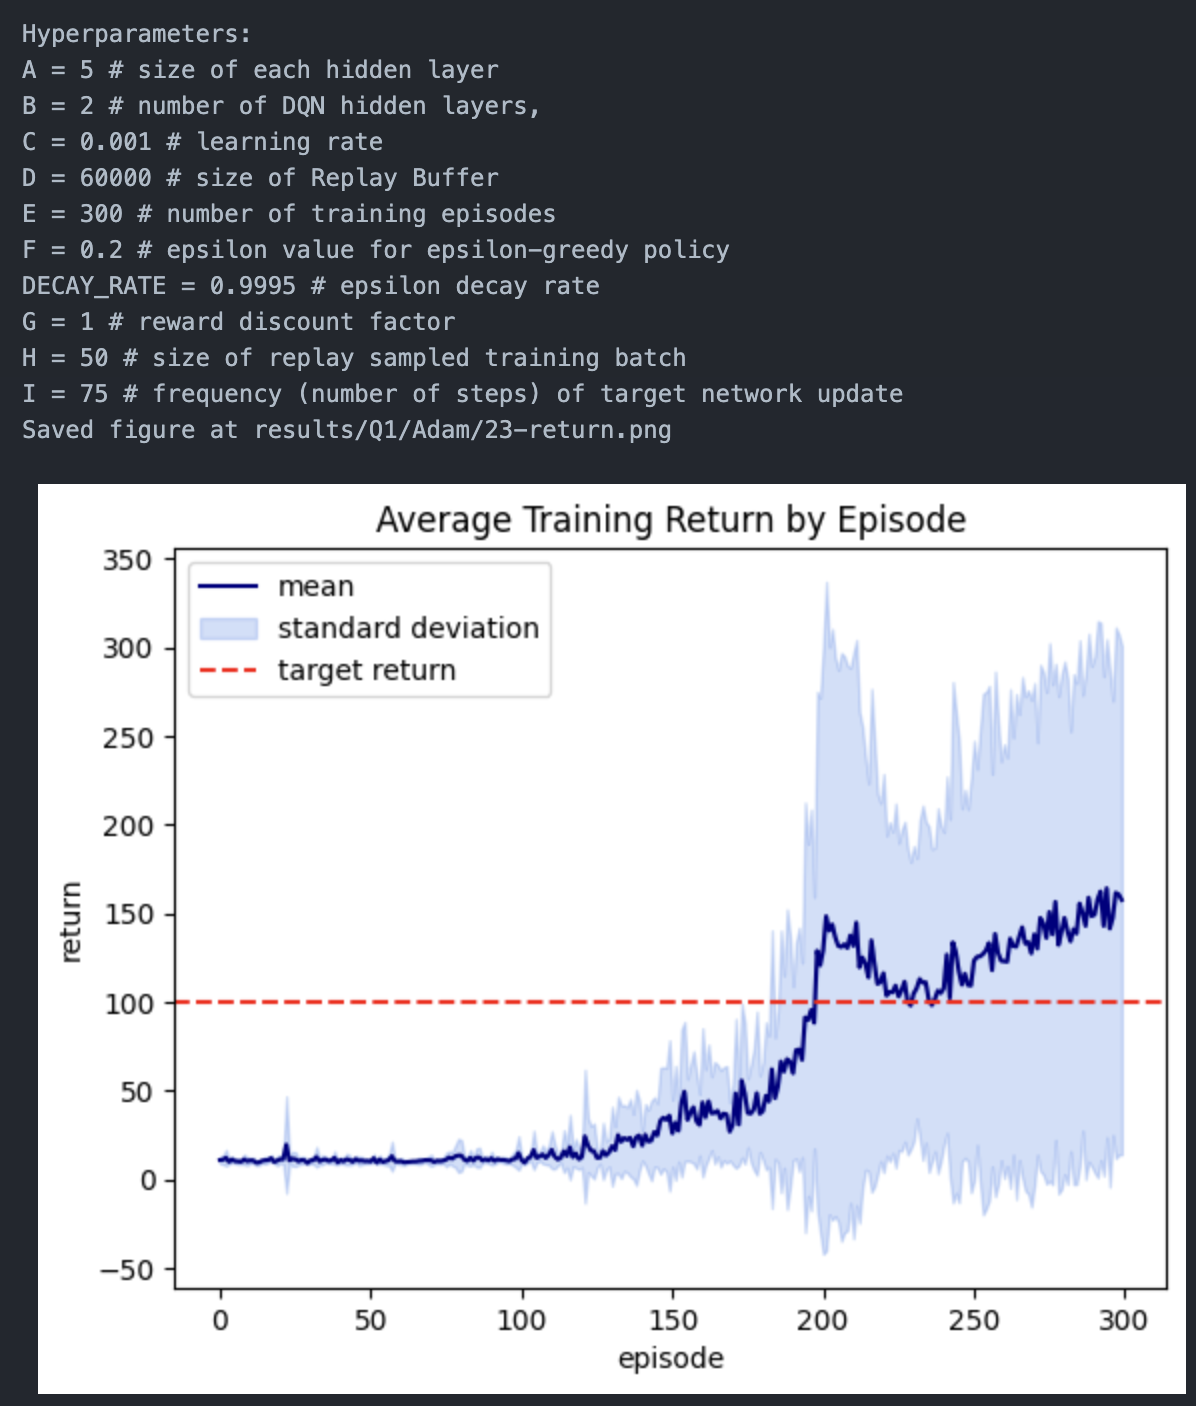 Hyperparameters:
A = 5 # size of each hidden layer
B = 2 # number of DQN hidden layers,
C = 0.001 # learning rate
D = 60000 # size of Replay Buffer
E = 300 # number of training episodes
F = 0.2 # epsilon value for epsilon-greedy policy
DECAY_RATE = 0.9995 # epsilon decay rate
G = 1 # reward discount factor
H = 50 # size of replay sampled training batch
I = 75 # frequency (number of steps) of target network update
Saved figure at results/Q1/Adam/23-return.png
Average Training Return by Episode
mean
standard deviation
target return
350
300
250
200
150
100
50
0
−50
return
0 50 100 150 200 250 300
episode